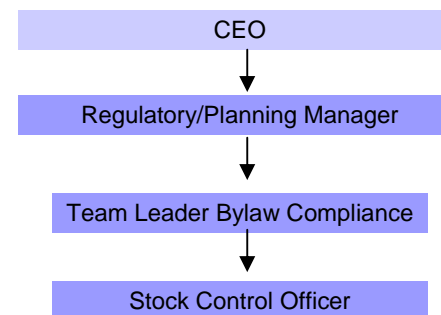 CEO
Regulatory/Planning Manager
Team Leader Bylaw Compliance
Stock Control Officer